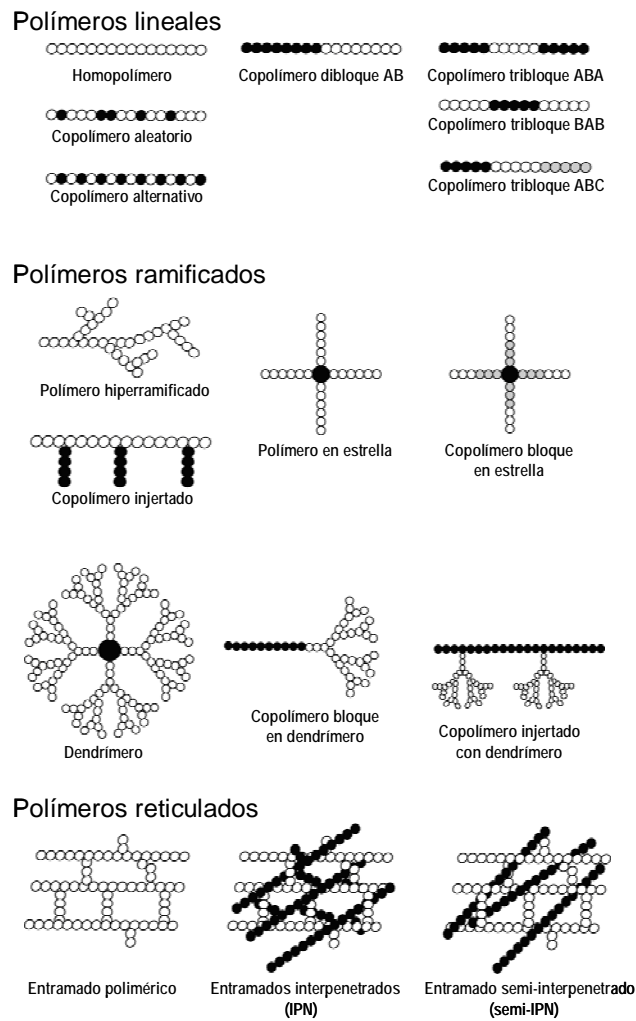 Polímeros lineales
Homopolímero
Copolímero dibloque AB
Copolímero tribloque ABA
Copolímero aleatorio
Copolímero tribloque BAB
Copolímero alternativo
Copolímero tribloque ABC
Polímeros ramificados
Polímero hiperramificado
Polímero en estrella
Copolímero bloque
en estrella
Copolímero injertado
Dendrímero
Copolímero bloque
en dendrímero
Copolímero injertado
con dendrímero
Polímeros reticulados
Entramado polimérico
Entramados interpenetrados
(IPN)
Entramado semi-interpenetrado
(semi-IPN)